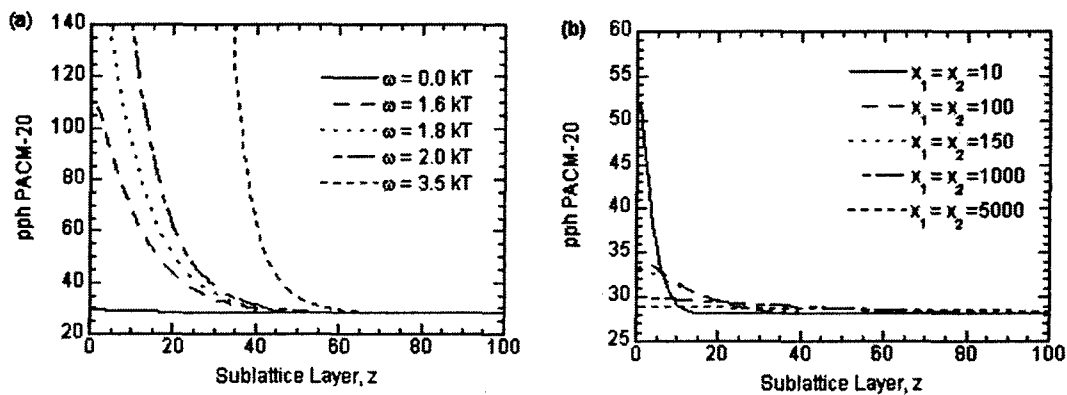 (a)
140
120
100
80
60
40
20
pph PACM-20
ω = 0.0 kT
ω = 1.6 kT
ω = 1.8 kT
ω = 2.0 kT
ω = 3.5 kT
0 20 40 60 80 100
Sublattice Layer, z
(b)
60
55
50
45
40
35
30
25
pph PACM-20
x₁ = x₂ =10
x₁ = x₂ =100
x₁ = x₂ =150
x₁ = x₂ =1000
x₁ = x₂ =5000
0 20 40 60 80 100
Sublattice Layer, z